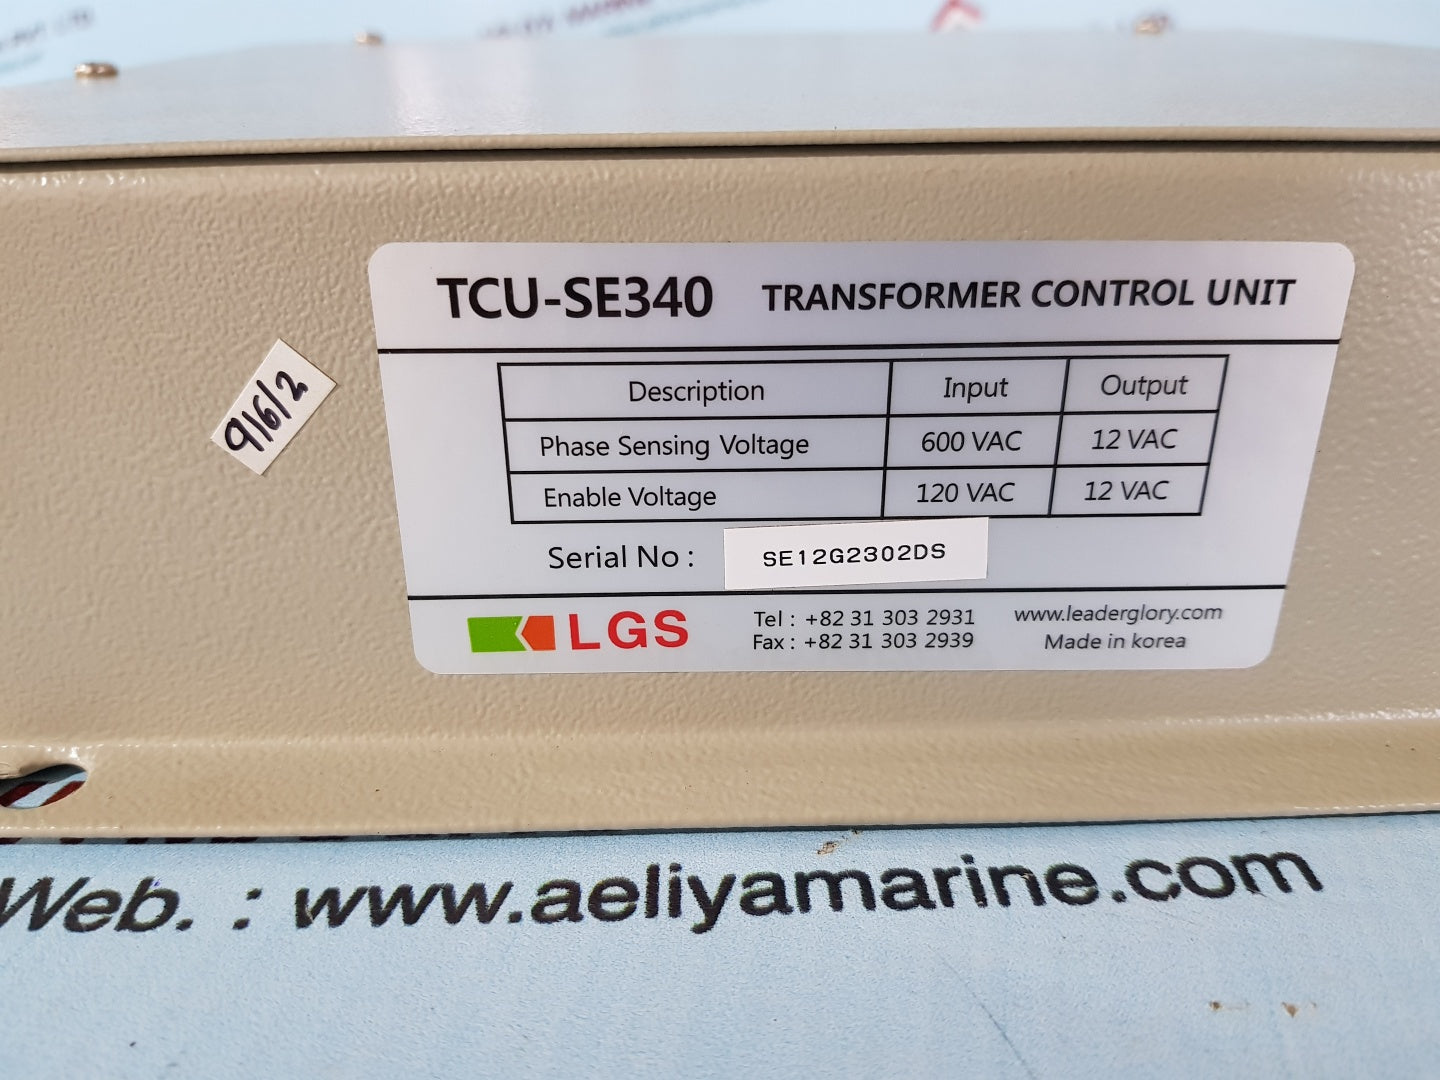 TCU-SE340 TRANSFORMER CONTROL UNIT
Description Input Output
Phase Sensing Voltage 600 VAC 12 VAC
Enable Voltage 120 VAC 12 VAC
Serial No : SE12G2302DS
LGS
Tel : +82 31 303 2931 www.leaderglory.com
Fax : +82 31 303 2939 Made in korea
9/6/2
Web. : www.aeliyamarine.com